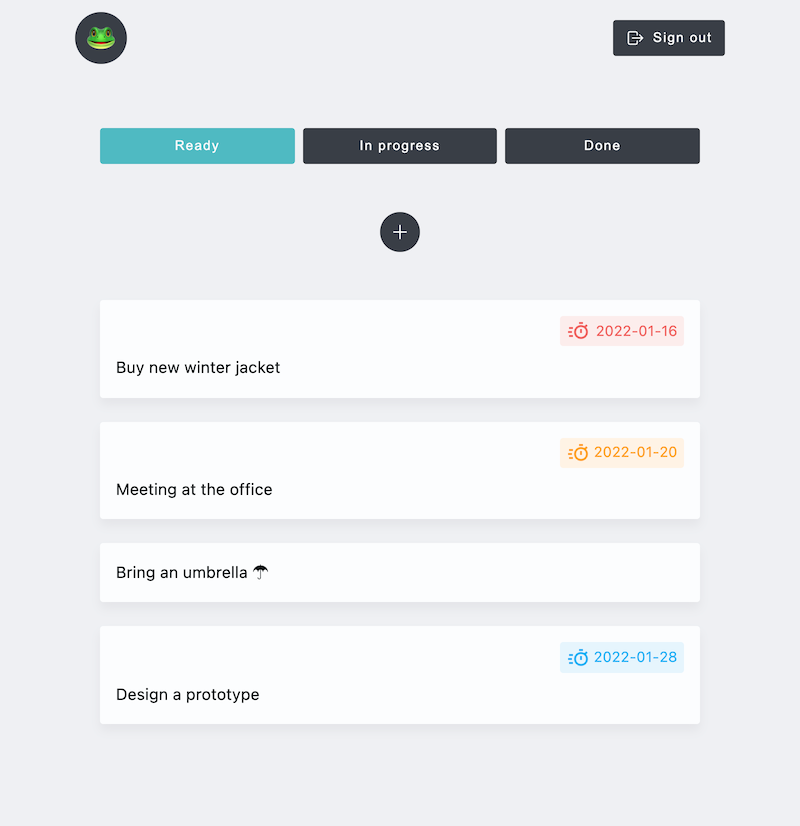 Sign out
Ready
In progress
Done
2022-01-16
Buy new winter jacket
2022-01-20
Meeting at the office
Bring an umbrella ☂
2022-01-28
Design a prototype